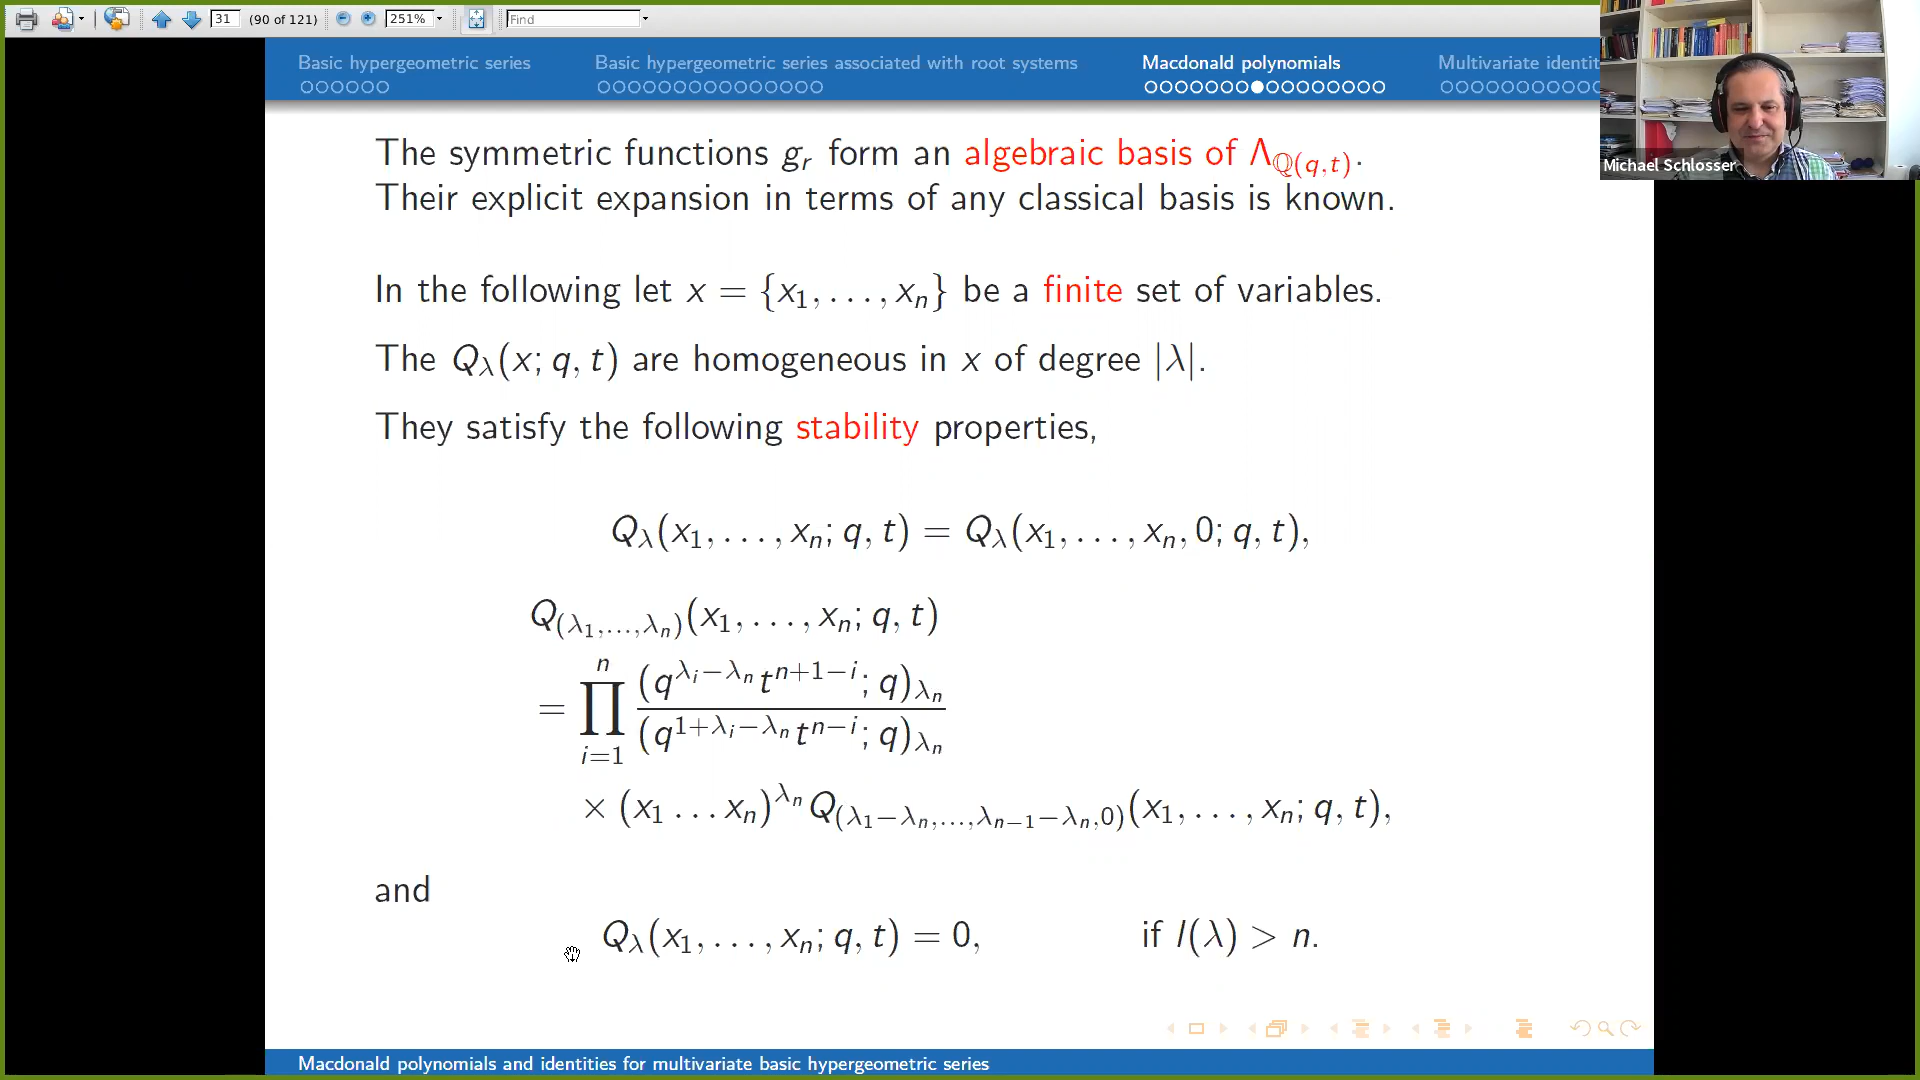 31 (90 of 121) 251% Find
Basic hypergeometric series Basic hypergeometric series associated with root systems Macdonald polynomials Multivariate identit
Michael Schlosser
The symmetric functions g_r form an algebraic basis of Λ_{ℚ(q,t)}.
Their explicit expansion in terms of any classical basis is known.
In the following let x = {x_1, . . . , x_n} be a finite set of variables.
The Q_λ(x; q, t) are homogeneous in x of degree |λ|.
They satisfy the following stability properties,
Q_λ(x_1, . . . , x_n; q, t) = Q_λ(x_1, . . . , x_n, 0; q, t),
Q_{(λ_1,...,λ_n)}(x_1, . . . , x_n; q, t)
= ∏_{i=1}^{n} \frac{(q^{λ_i−λ_n} t^{n+1−i}; q)_{λ_n}}{(q^{1+λ_i−λ_n} t^{n−i}; q)_{λ_n}}
× (x_1 . . . x_n)^{λ_n} Q_{(λ_1−λ_n,...,λ_{n−1}−λ_n,0)}(x_1, . . . , x_n; q, t),
and
Q_λ(x_1, . . . , x_n; q, t) = 0, if l(λ) > n.
Macdonald polynomials and identities for multivariate basic hypergeometric series